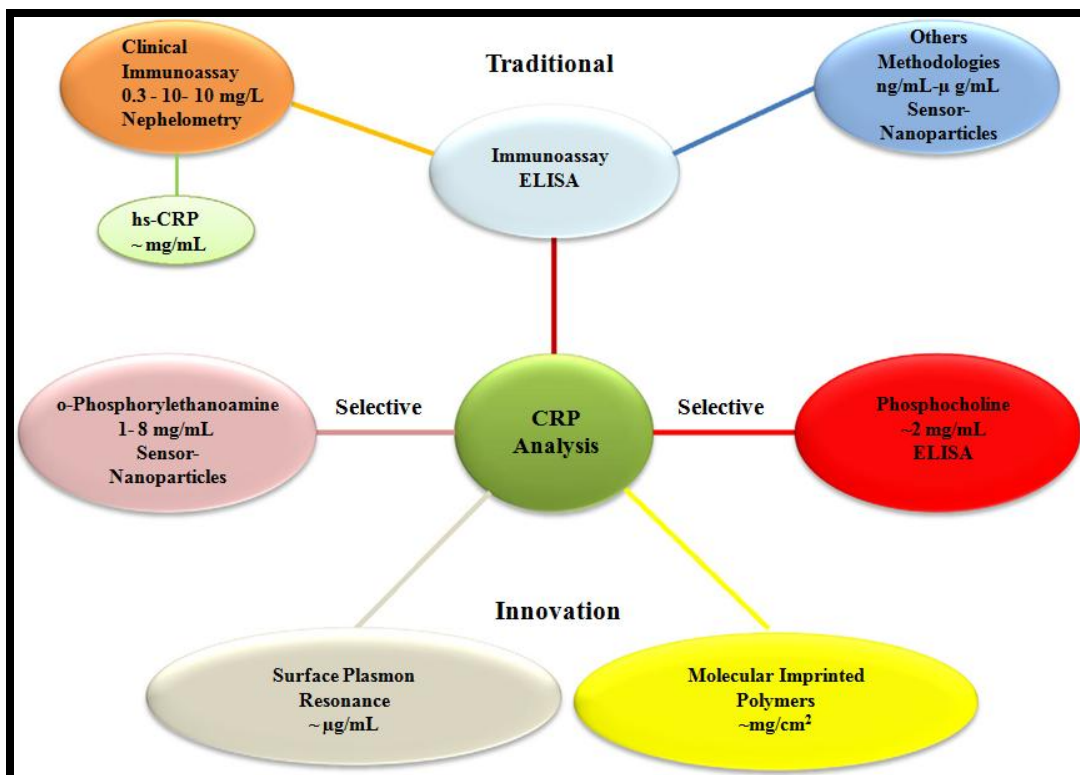 Clinical
Immunoassay
0.3 - 10- 10 mg/L
Nephelometry
Traditional
Others
Methodologies
ng/mL-µ g/mL
Sensor-
Nanoparticles
Immunoassay
ELISA
hs-CRP
~ mg/mL
o-Phosphorylethanoamine
1- 8 mg/mL
Sensor-
Nanoparticles
Selective
CRP
Analysis
Selective
Phosphocholine
~2 mg/mL
ELISA
Innovation
Surface Plasmon
Resonance
~ µg/mL
Molecular Imprinted
Polymers
~mg/cm²